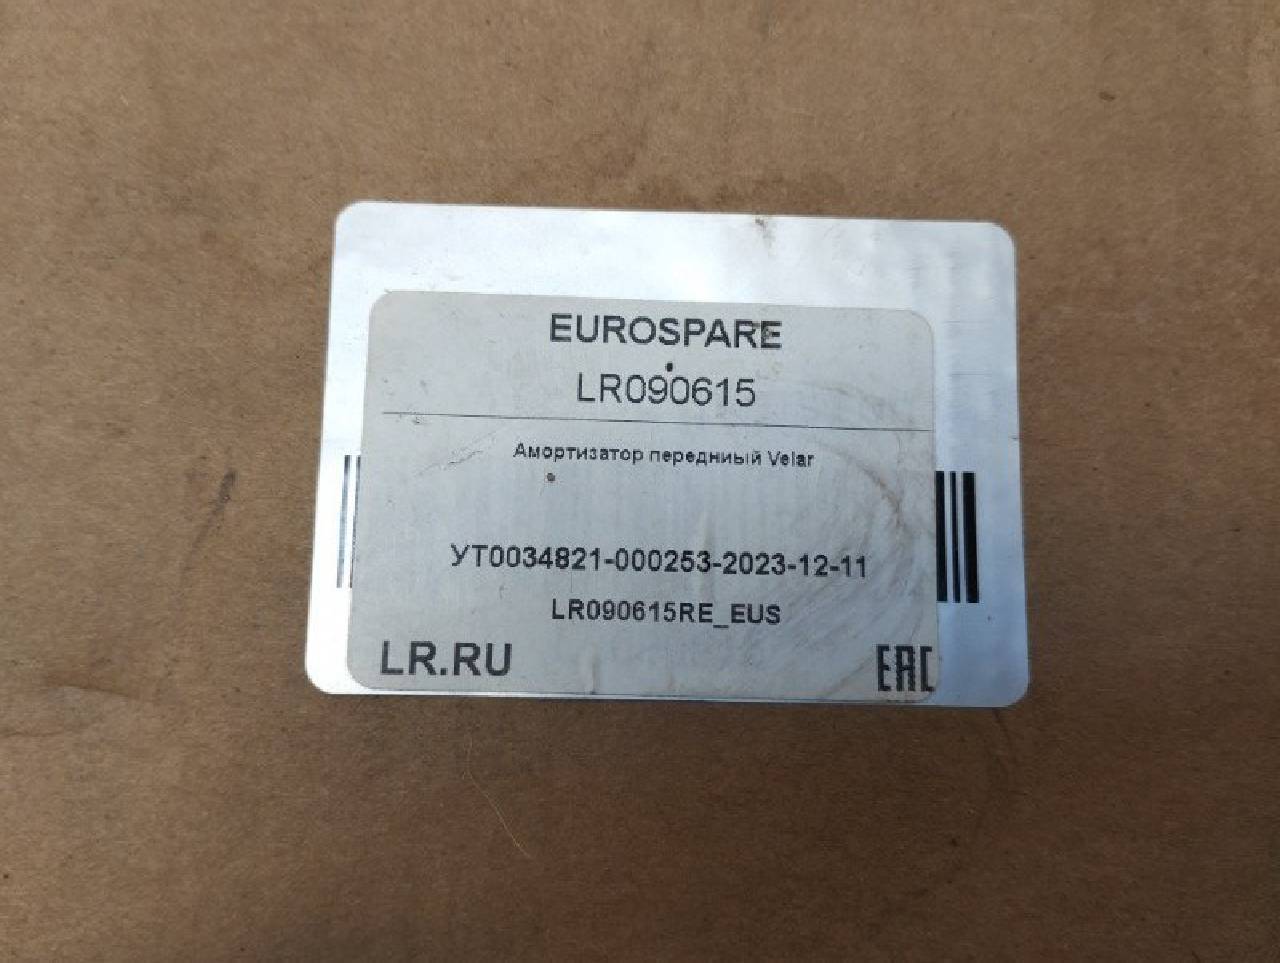 EUROSPARE
LR090615
Амортизатор передниый Velar
УТ0034821-000253-2023-12-11
LR090615RE_EUS
LR.RU
EAC